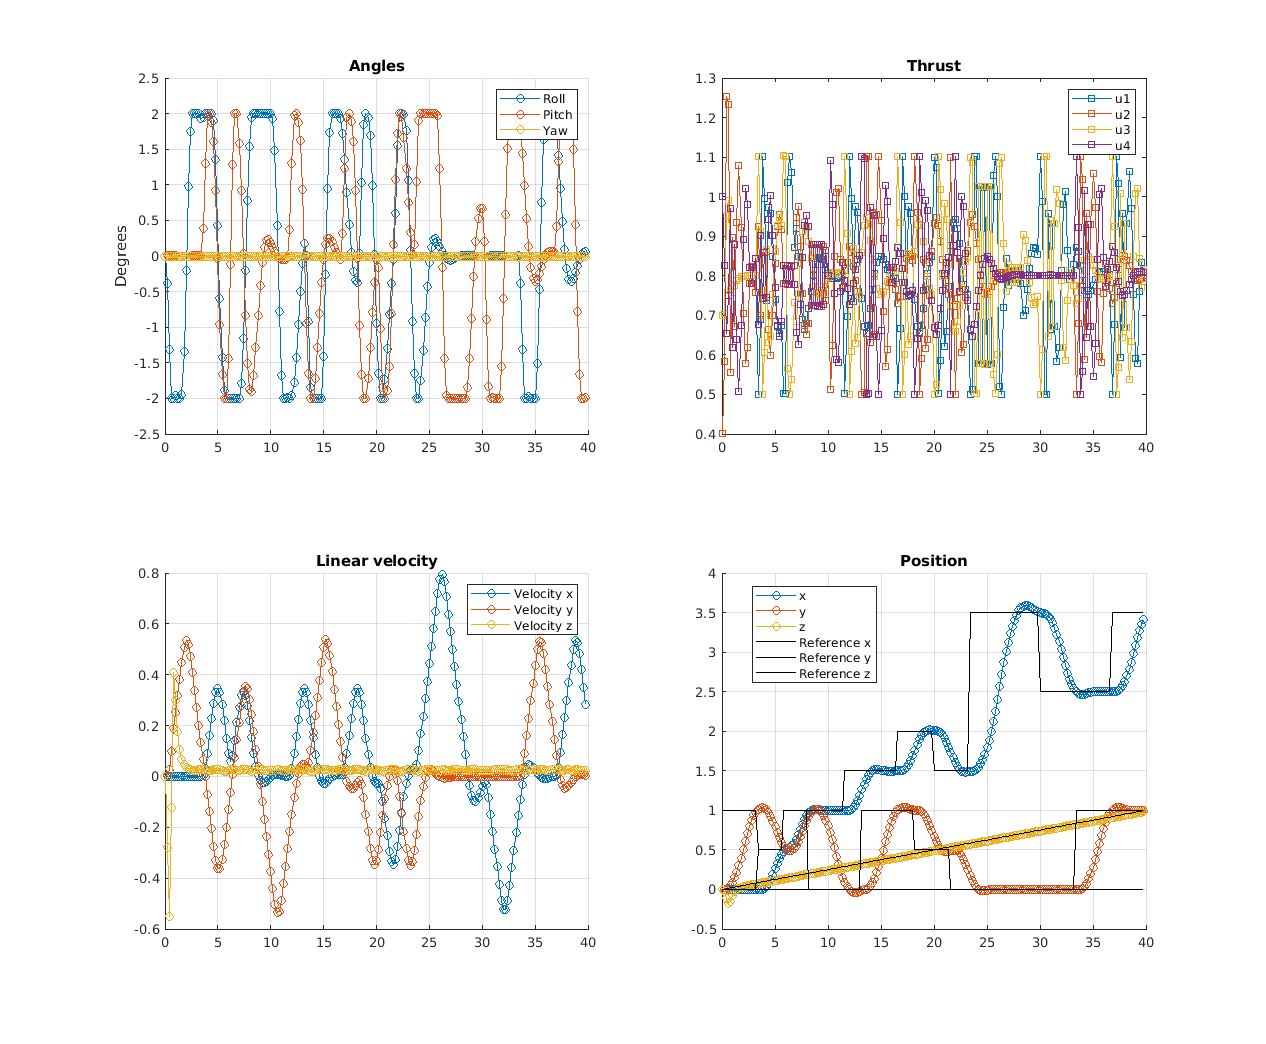 Angles
Degrees
2.5
2
1.5
1
0.5
0
-0.5
-1
-1.5
-2
-2.5
0 5 10 15 20 25 30 35 40
Roll
Pitch
Yaw
Thrust
1.3
1.2
1.1
1
0.9
0.8
0.7
0.6
0.5
0.4
0 5 10 15 20 25 30 35 40
u1
u2
u3
u4
Linear velocity
0.8
0.6
0.4
0.2
0
-0.2
-0.4
-0.6
0 5 10 15 20 25 30 35 40
Velocity x
Velocity y
Velocity z
Position
4
3.5
3
2.5
2
1.5
1
0.5
0
-0.5
0 5 10 15 20 25 30 35 40
x
y
z
Reference x
Reference y
Reference z